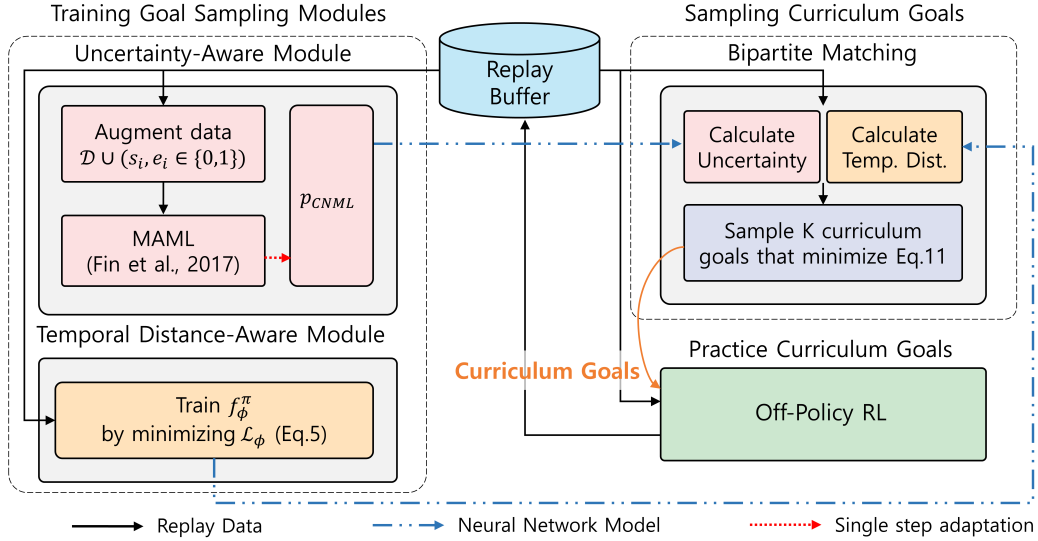 Training Goal Sampling Modules
Uncertainty-Aware Module
Augment data
𝒟 ∪ (s_i, e_i ∈ {0,1})
MAML
(Fin et al., 2017)
p_CNML
Temporal Distance-Aware Module
Train f_ϕ^π
by minimizing ℒ_ϕ (Eq.5)
Replay
Buffer
Sampling Curriculum Goals
Bipartite Matching
Calculate
Uncertainty
Calculate
Temp. Dist.
Sample K curriculum
goals that minimize Eq.11
Curriculum Goals
Practice Curriculum Goals
Off-Policy RL
Replay Data
Neural Network Model
Single step adaptation